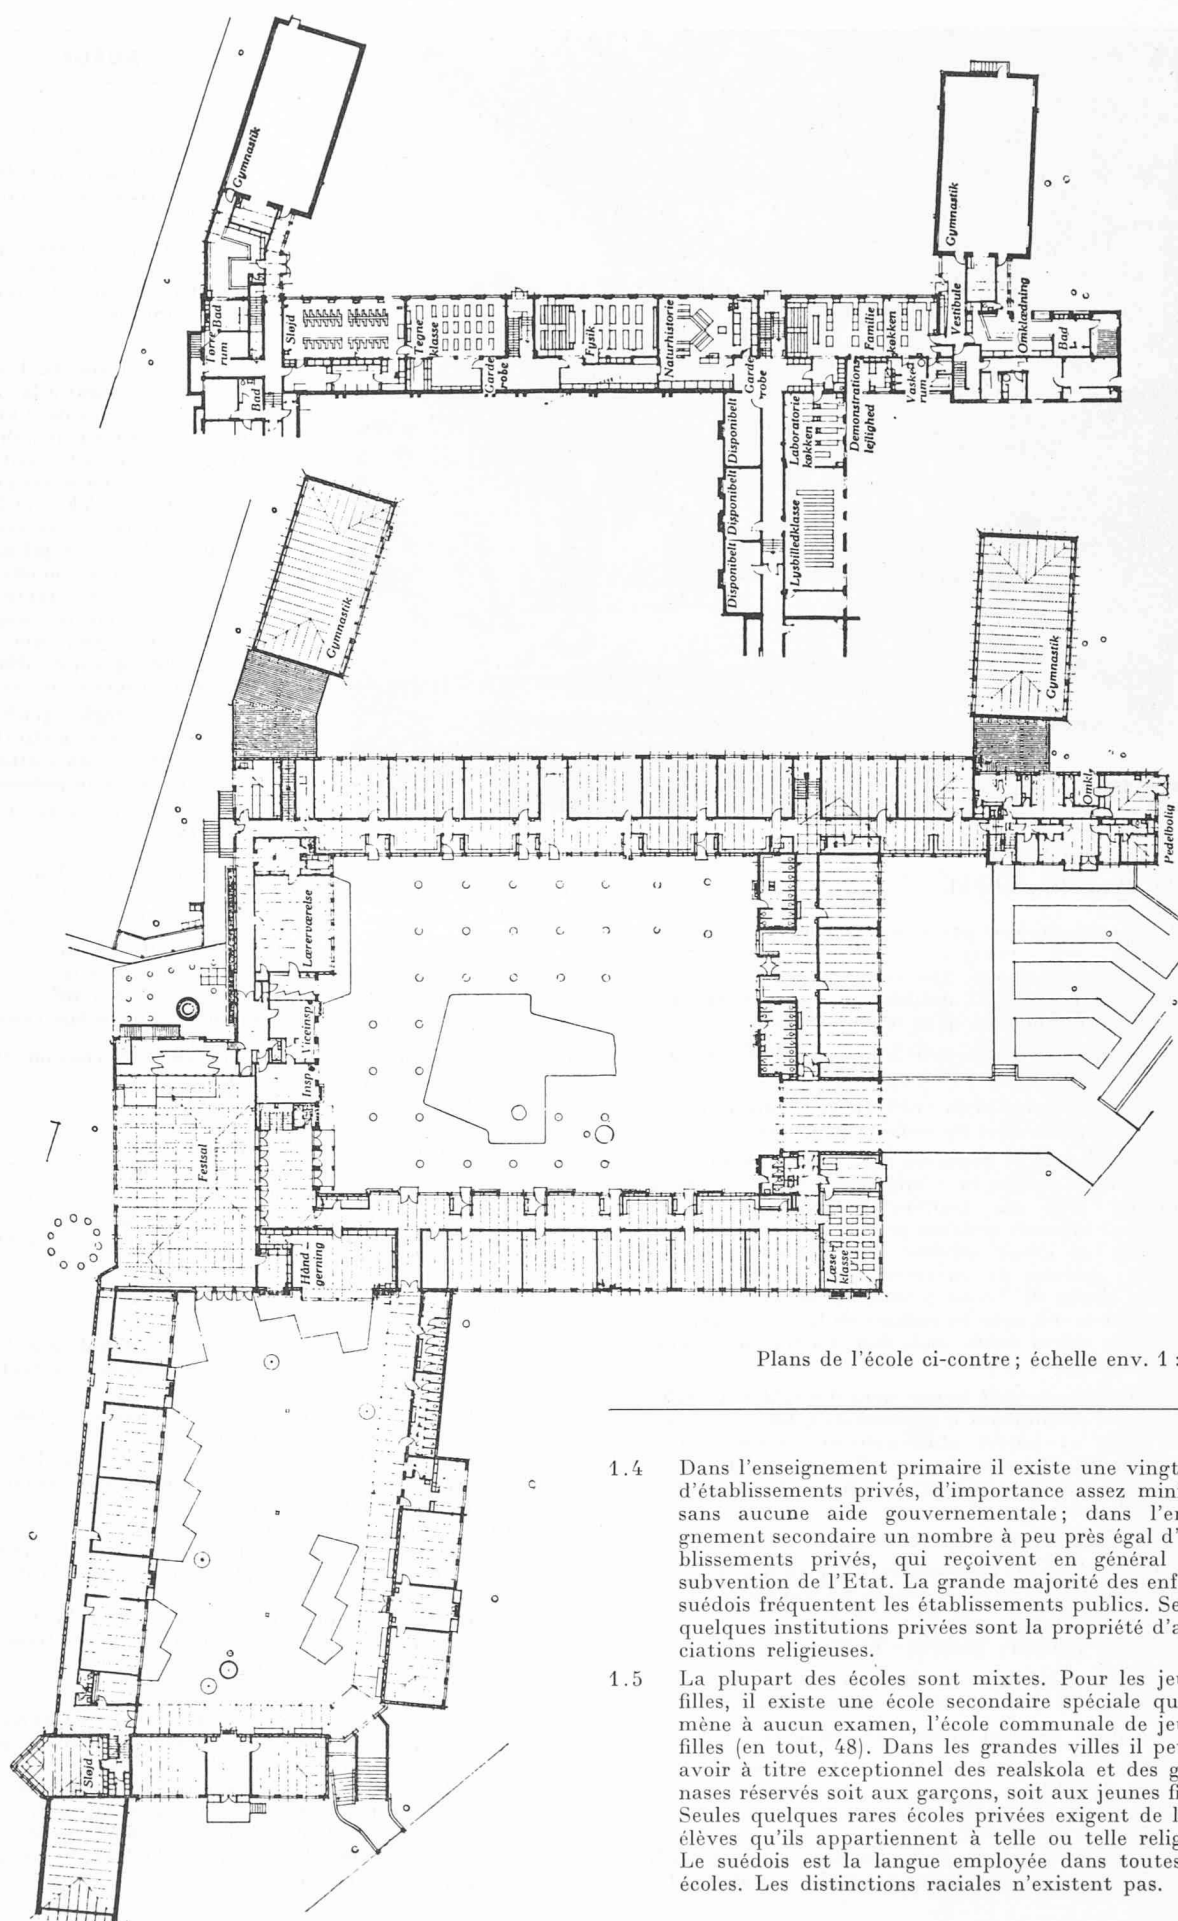 Gymnastik
Gymnastik
Tørre
rum
Bad
Bad
Sløjd
Tegne
klasse
Garde
robe
Fysik
Naturhistorie
Garde
robe
Familie
køkken
Vaske
rum
Vestibule
Omklædning
Bad
Demonstrations
lejlighed
Laboratorie
køkken
Disponibelt
Disponibelt
Disponibelt
Lysbilledklasse
Gymnastik
Gymnastik
Omkl.
Pedelbolig
Lærerværelse
Viceinsp.
Insp.
Festsal
Hånd
gerning
Læse
klasse
Sløjd
Plans de l'école ci-contre ; échelle env. 1 :
1.4 Dans l'enseignement primaire il existe une vingt
d'établissements privés, d'importance assez min
sans aucune aide gouvernementale ; dans l'en
gnement secondaire un nombre à peu près égal d'
blissements privés, qui reçoivent en général
subvention de l'Etat. La grande majorité des enf
suédois fréquentent les établissements publics. Se
quelques institutions privées sont la propriété d'a
ciations religieuses.
1.5 La plupart des écoles sont mixtes. Pour les jeu
filles, il existe une école secondaire spéciale qu
mène à aucun examen, l'école communale de jeu
filles (en tout, 48). Dans les grandes villes il peu
avoir à titre exceptionnel des realskola et des g
nases réservés soit aux garçons, soit aux jeunes fi
Seules quelques rares écoles privées exigent de l
élèves qu'ils appartiennent à telle ou telle relig
Le suédois est la langue employée dans toutes
écoles. Les distinctions raciales n'existent pas.